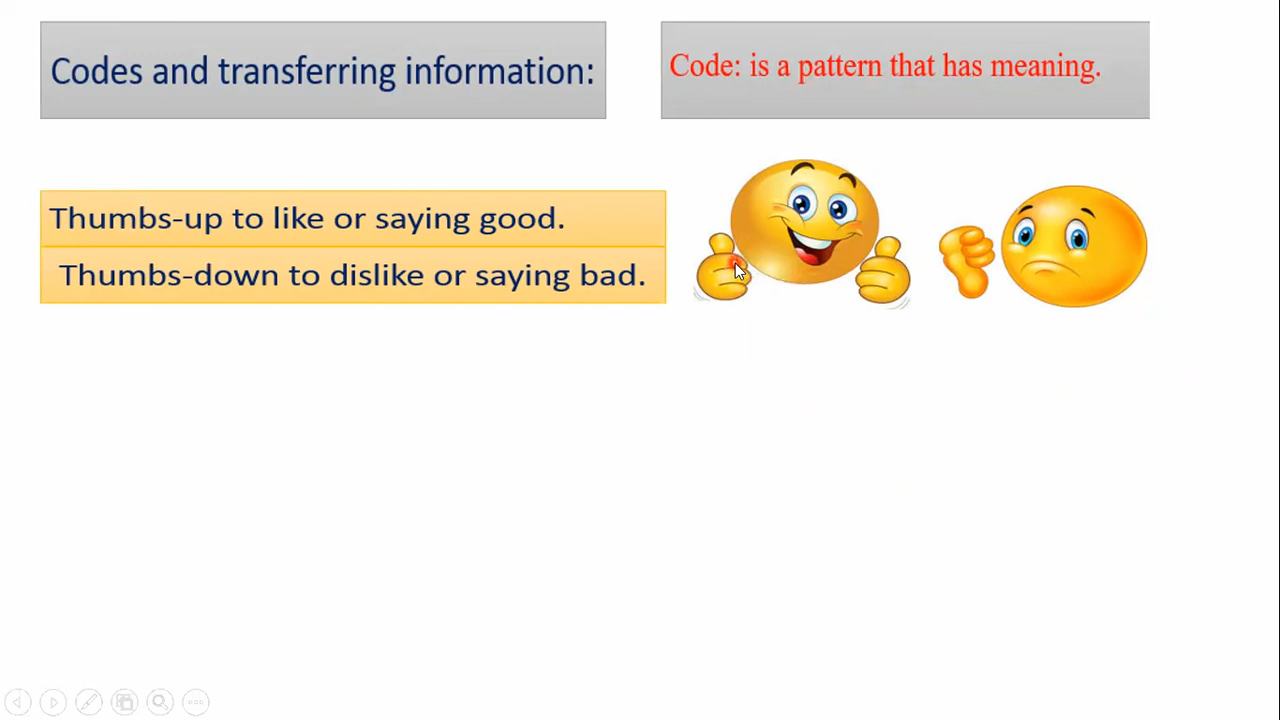 Codes and transferring information:
Code: is a pattern that has meaning.
Thumbs-up to like or saying good.
Thumbs-down to dislike or saying bad.